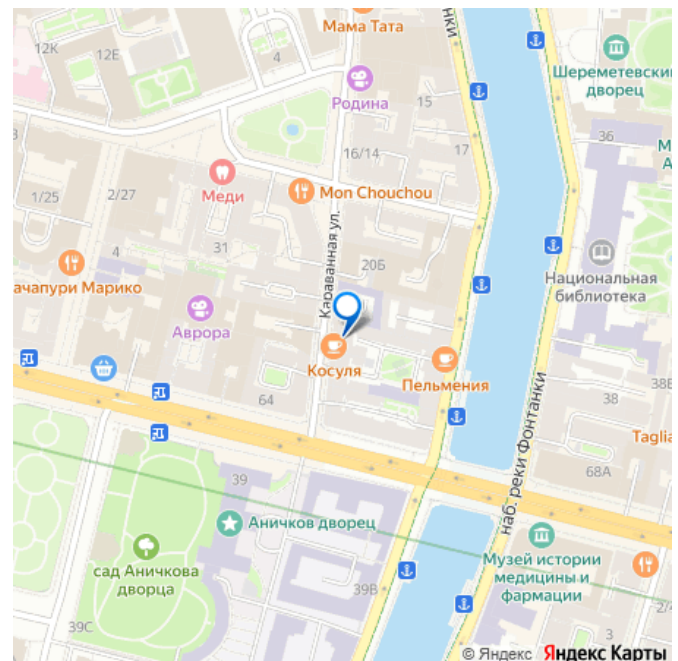 12К
4
Мама Тата
НКИ
Шереметевский
дворец
Родина
15
36
16/14
17
М
А
Меди
1/25
2/27
Mon Chouchou
Караванная ул.
31
4
20Б
Национальная
библиотека
ачапури Марико
Аврора
Косуля
Пельмения
наб. реки Фонтанки
38
38Е
64
Taglia
39
68А
Аничков дворец
сад Аничкова
дворца
Музей истории
медицины и
фармации
39В
39С
3
2/4
© Яндекс Яндекс Карты